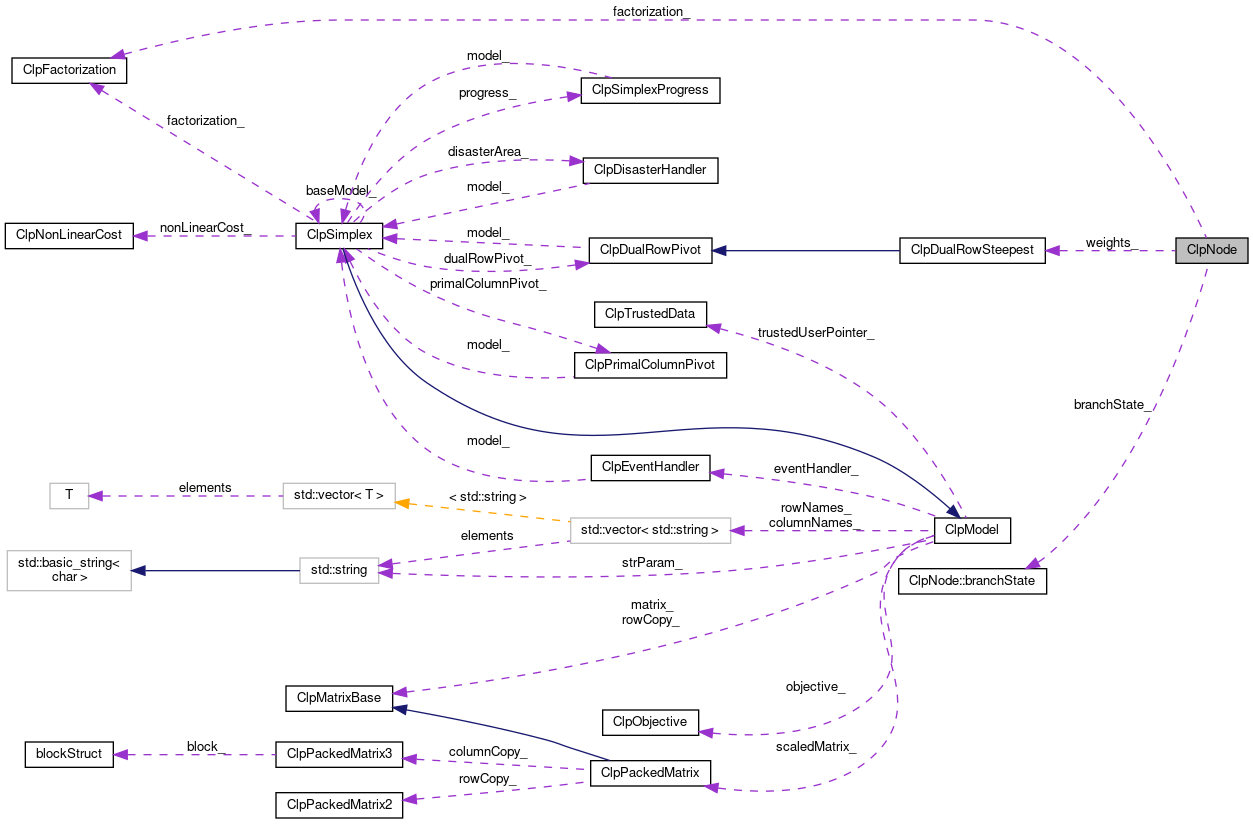 factorization_
ClpFactorization
model_
ClpSimplexProgress
progress_
factorization_
disasterArea_
ClpDisasterHandler
baseModel_
model_
ClpNonLinearCost
nonLinearCost_
ClpSimplex
model_
ClpDualRowPivot
ClpDualRowSteepest
weights_
ClpNode
dualRowPivot_
primalColumnPivot_
ClpTrustedData
trustedUserPointer_
model_
ClpPrimalColumnPivot
branchState_
model_
ClpEventHandler
eventHandler_
T
elements
std::vector< T >
< std::string >
rowNames_
columnNames_
std::vector< std::string >
ClpModel
elements
std::basic_string<
char >
std::string
strParam_
ClpNode::branchState
matrix_
rowCopy_
objective_
ClpMatrixBase
ClpObjective
scaledMatrix_
blockStruct
block_
ClpPackedMatrix3
columnCopy_
ClpPackedMatrix
rowCopy_
ClpPackedMatrix2